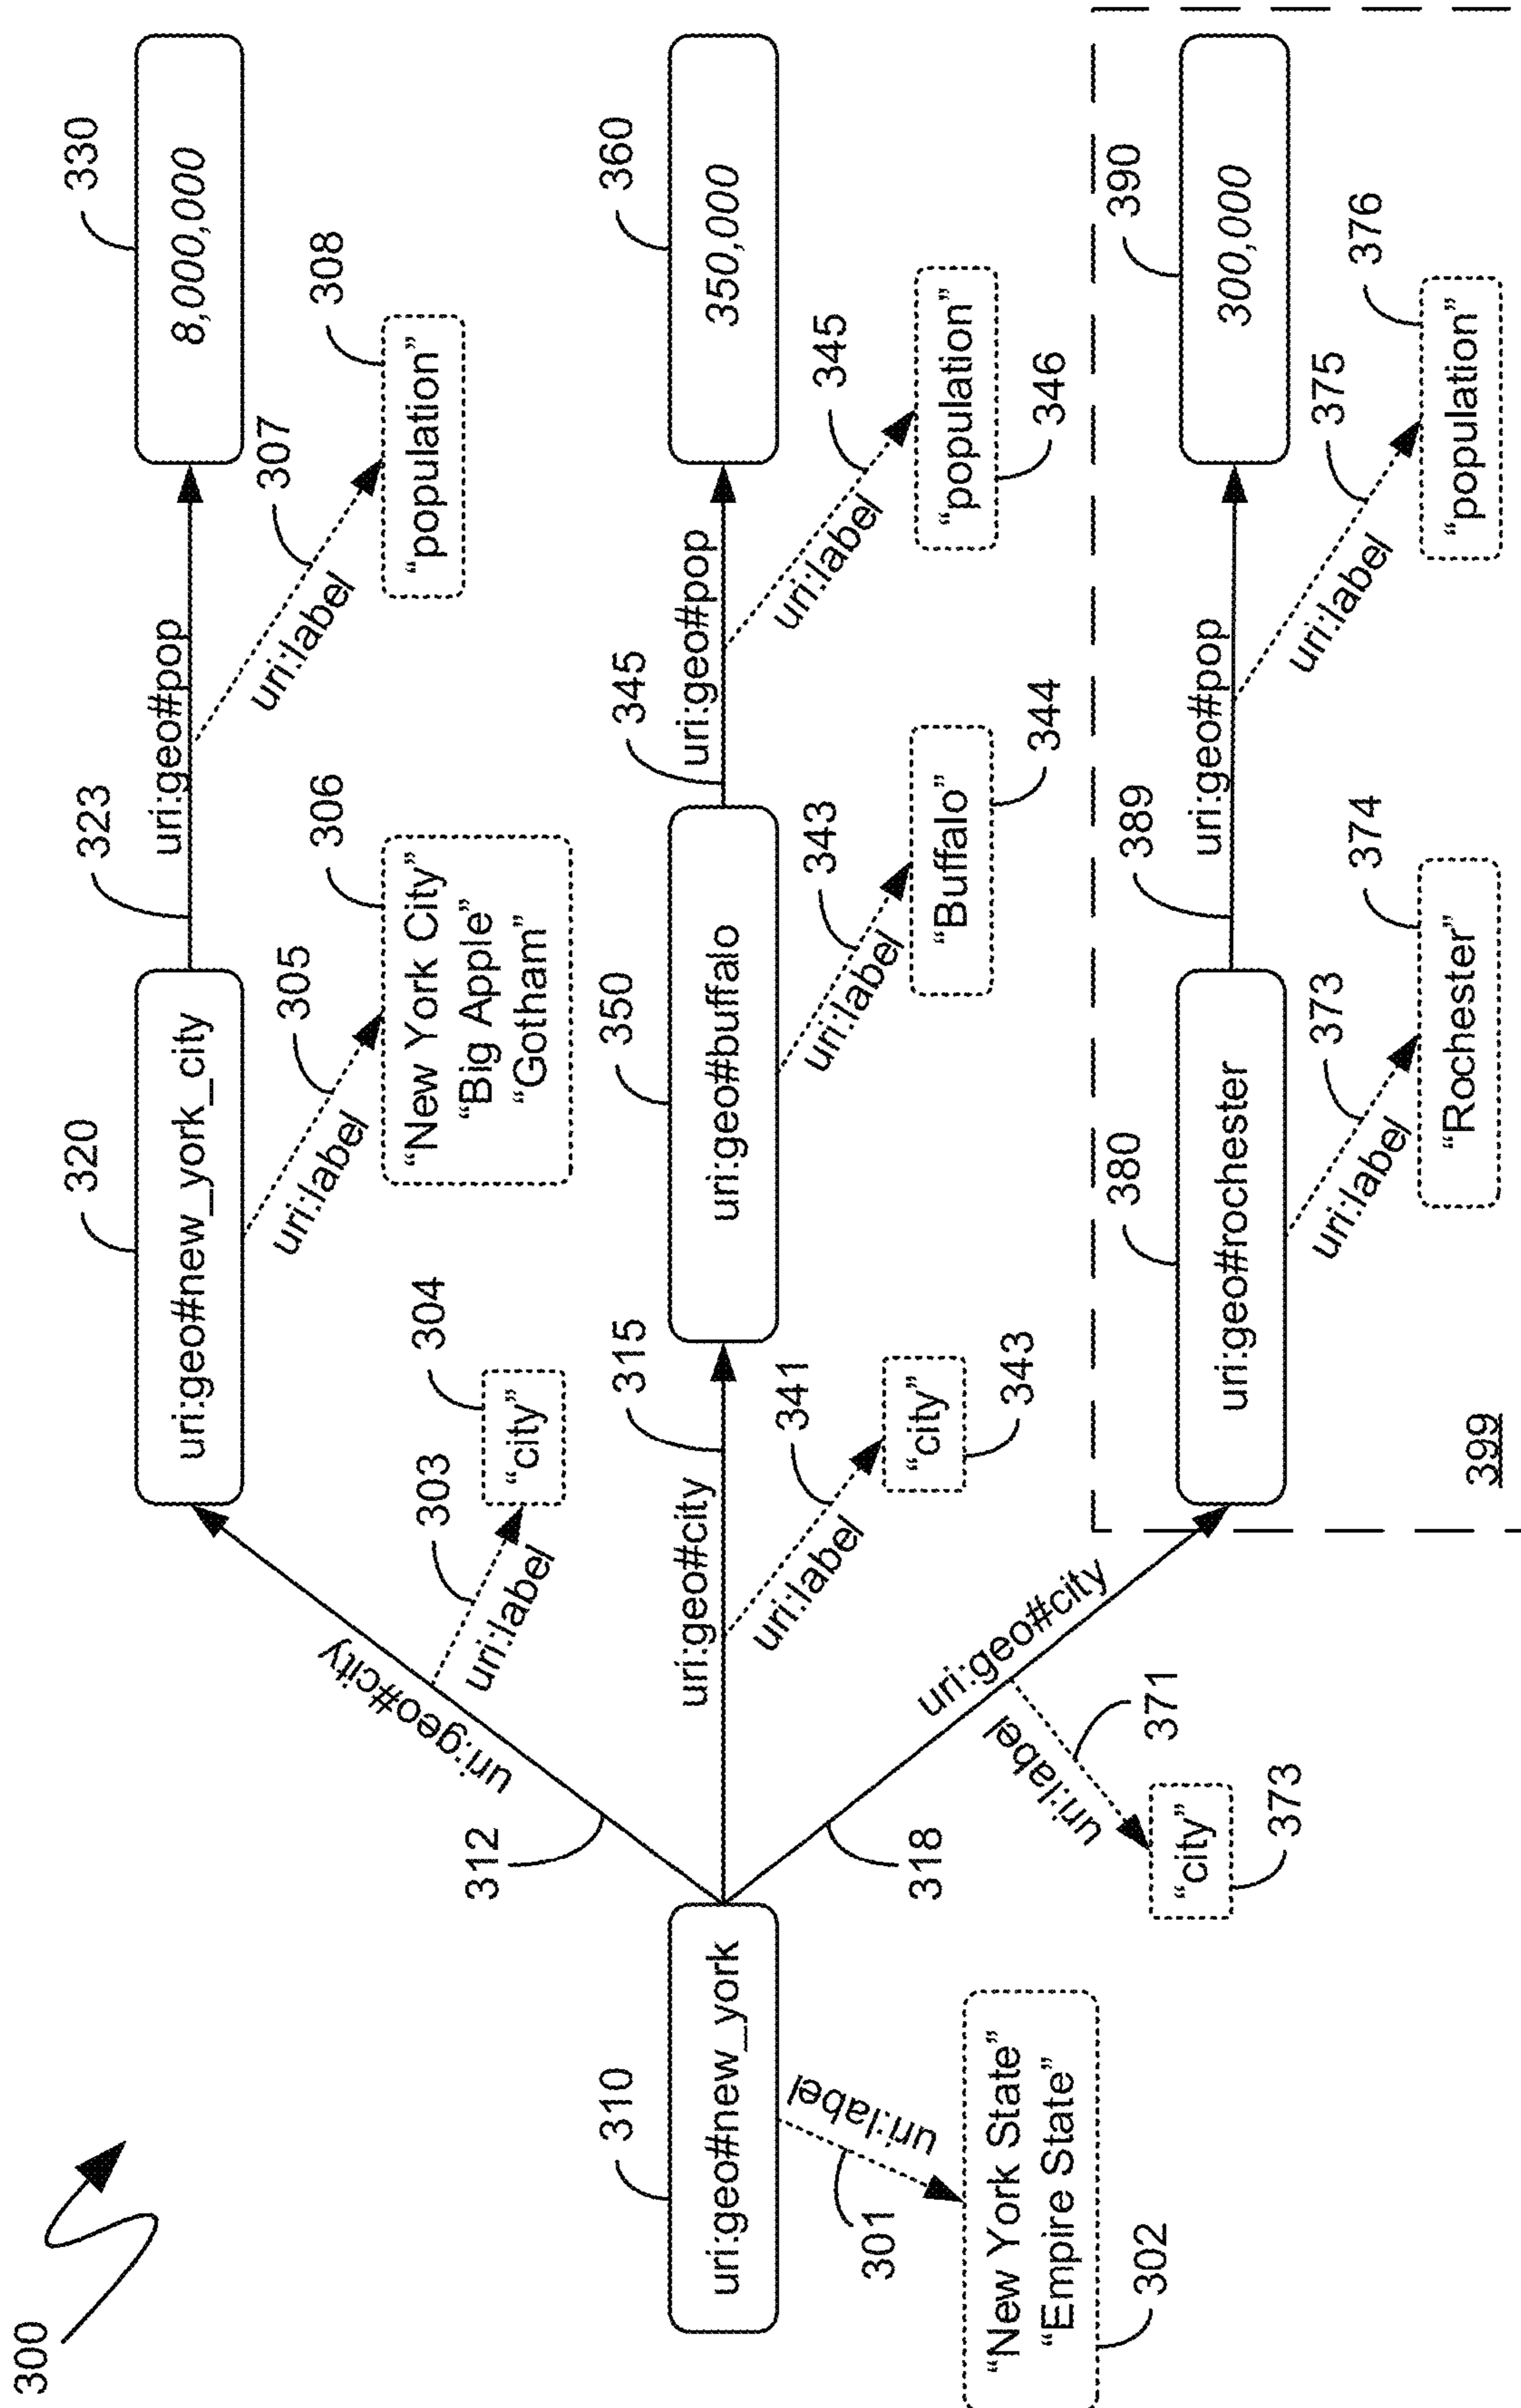 300
310
uri:geo#new_york
301
uri:label
“New York State”
“Empire State”
302
312
uri:geo#city
303
uri:label
304
“city”
320
uri:geo#new_york_city
305
uri:label
306
“New York City”
“Big Apple”
“Gotham”
323
uri:geo#pop
307
uri:label
308
“population”
330
8,000,000
315
uri:geo#city
341
uri:label
“city”
343
350
uri:geo#buffalo
343
uri:label
“Buffalo”
344
345
uri:geo#pop
345
uri:label
“population”
346
360
350,000
318
uri:geo#city
371
uri:label
“city”
373
380
uri:geo#rochester
373
uri:label
374
“Rochester”
389
uri:geo#pop
375
uri:label
376
“population”
390
300,000
399